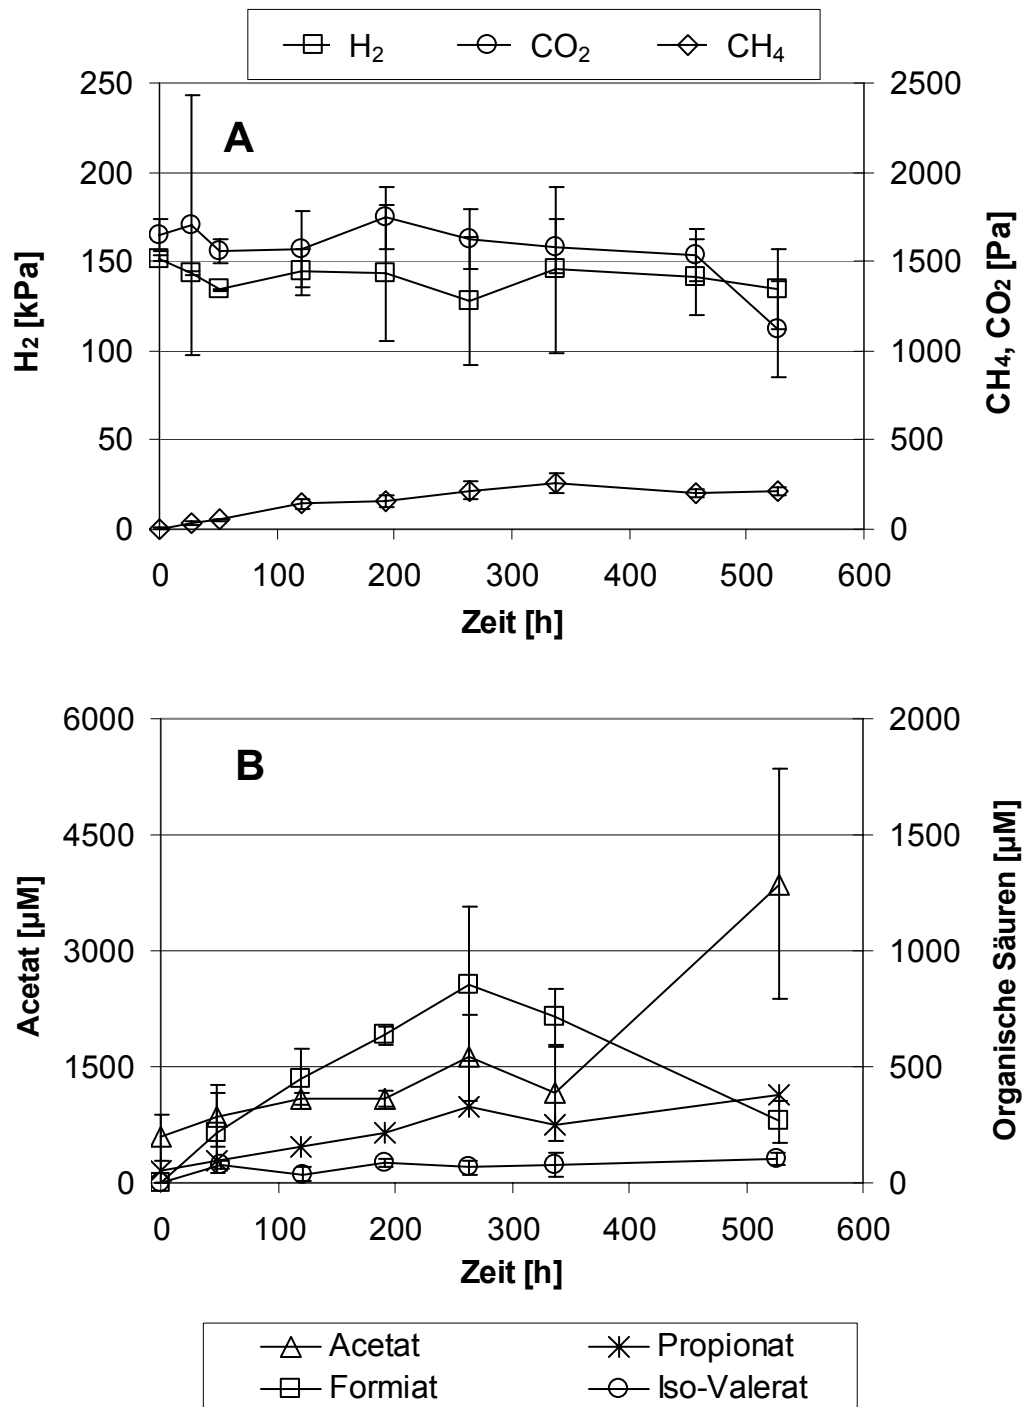 H₂ CO₂ CH₄
A
H₂ [kPa]
250
200
150
100
50
0
CH₄, CO₂ [Pa]
2500
2000
1500
1000
500
0
0 100 200 300 400 500 600
Zeit [h]
B
Acetat [µM]
6000
4500
3000
1500
0
Organische Säuren [µM]
2000
1500
1000
500
0
0 100 200 300 400 500 600
Zeit [h]
Acetat Propionat
Formiat Iso-Valerat